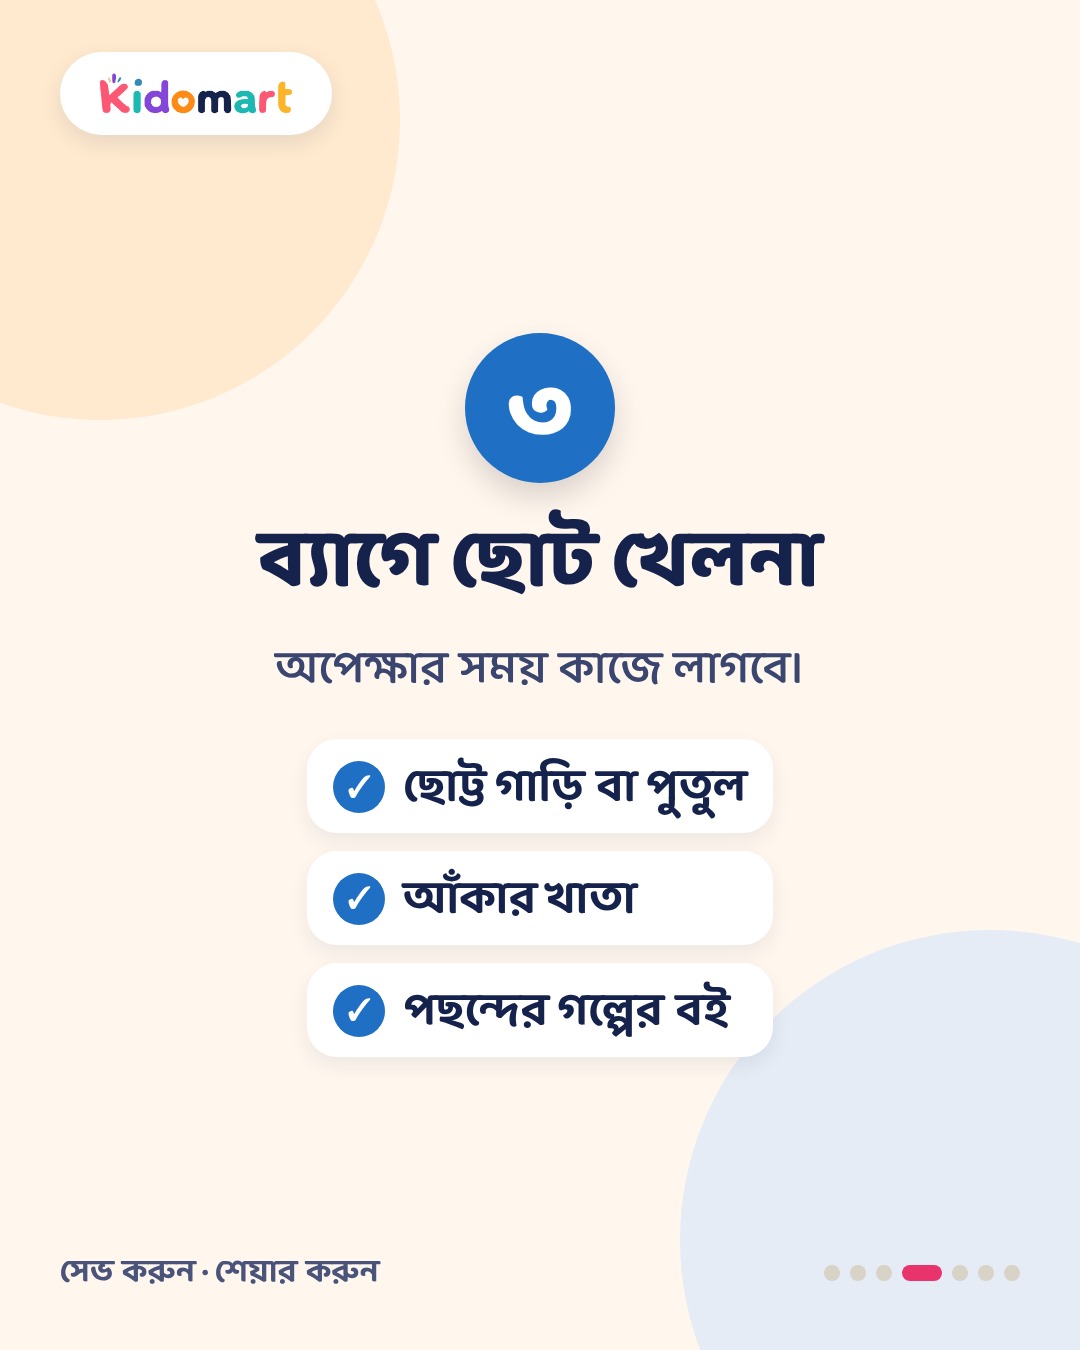 Kidomart
৩
ব্যাগে ছোট খেলনা
অপেক্ষার সময় কাজে লাগবে।
✓ ছোট্ট গাড়ি বা পুতুল
✓ আঁকার খাতা
✓ পছন্দের গল্পের বই
সেভ করুন · শেয়ার করুন